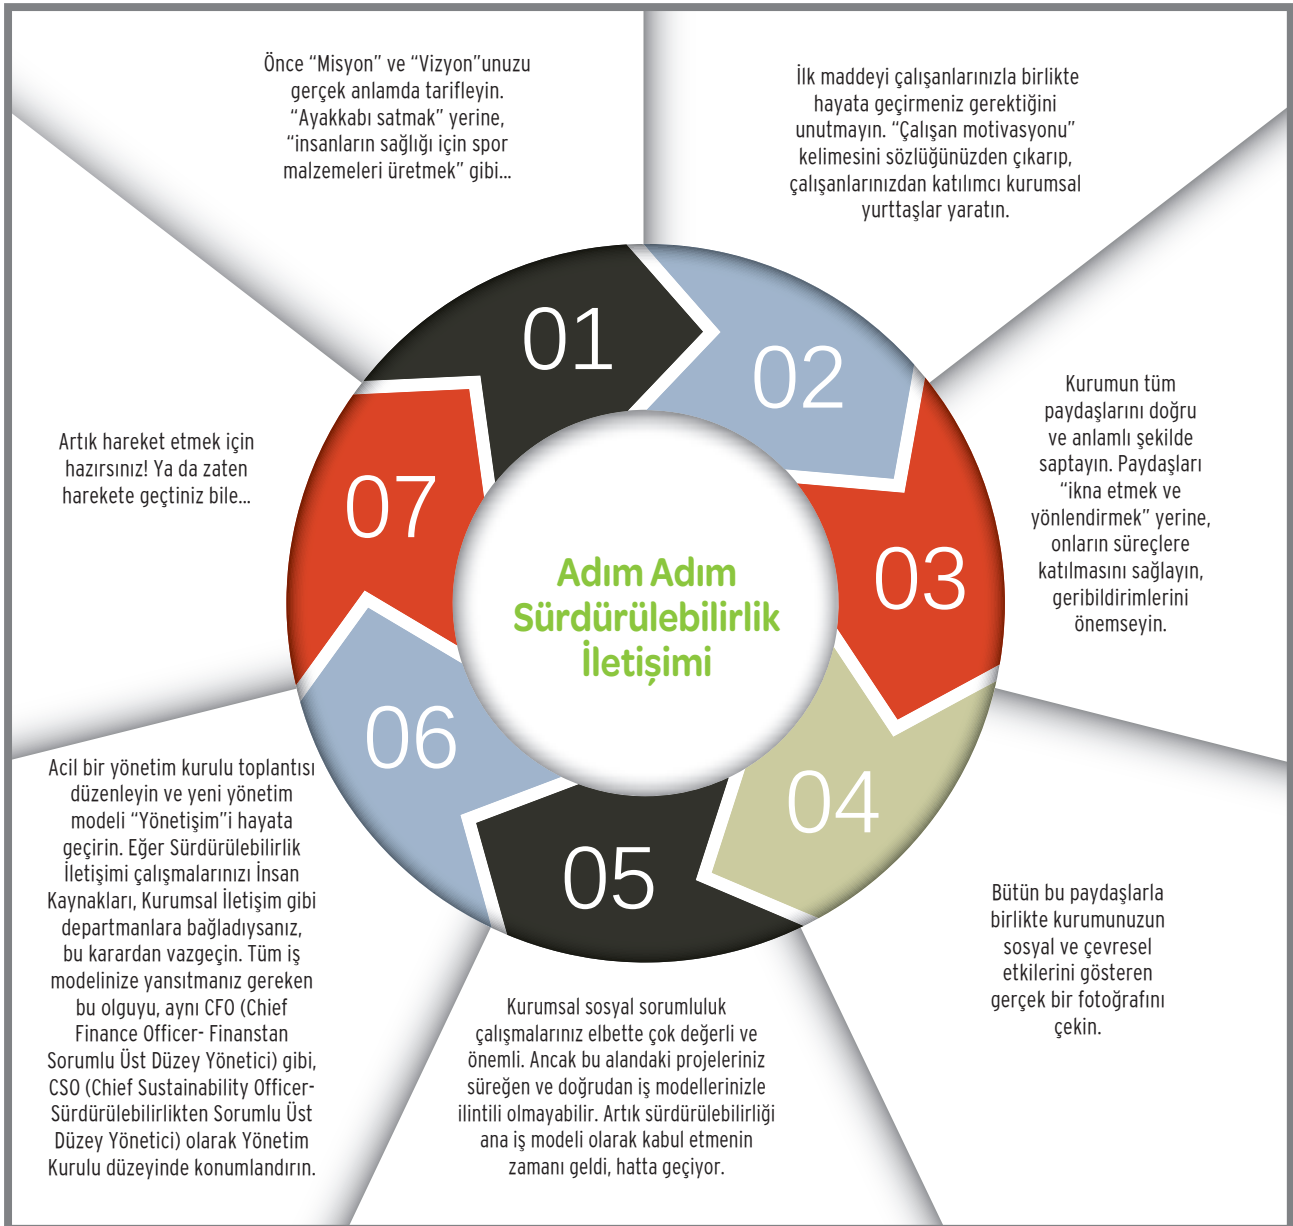 Önce “Misyon” ve “Vizyon”unuzu
gerçek anlamda tarifleyin.
“Ayakkabı satmak” yerine,
“insanların sağlığı için spor
malzemeleri üretmek” gibi...
İlk maddeyi çalışanlarınızla birlikte
hayata geçirmeniz gerektiğini
unutmayın. “Çalışan motivasyonu”
kelimesini sözlüğünüzden çıkarıp,
çalışanlarınızdan katılımcı kurumsal
yurttaşlar yaratın.
Kurumun tüm
paydaşlarını doğru
ve anlamlı şekilde
saptayın. Paydaşları
“ikna etmek ve
yönlendirmek” yerine,
onların süreçlere
katılmasını sağlayın,
geribildirimlerini
önemseyin.
Bütün bu paydaşlarla
birlikte kurumunuzun
sosyal ve çevresel
etkilerini gösteren
gerçek bir fotoğrafını
çekin.
Kurumsal sosyal sorumluluk
çalışmalarınız elbette çok değerli ve
önemli. Ancak bu alandaki projeleriniz
süreğen ve doğrudan iş modellerinizle
ilintili olmayabilir. Artık sürdürülebilirliği
ana iş modeli olarak kabul etmenin
zamanı geldi, hatta geçiyor.
Acil bir yönetim kurulu toplantısı
düzenleyin ve yeni yönetim
modeli “Yönetişim”i hayata
geçirin. Eğer Sürdürülebilirlik
İletişimi çalışmalarınızı İnsan
Kaynakları, Kurumsal İletişim gibi
departmanlara bağladıysanız,
bu karardan vazgeçin. Tüm iş
modelinize yansıtmanız gereken
bu olguyu, aynı CFO (Chief
Finance Officer- Finanstan
Sorumlu Üst Düzey Yönetici) gibi,
CSO (Chief Sustainability Officer-
Sürdürülebilirlikten Sorumlu Üst
Düzey Yönetici) olarak Yönetim
Kurulu düzeyinde konumlandırın.
Artık hareket etmek için
hazırsınız! Ya da zaten
harekete geçtiniz bile...
01
02
03
04
05
06
07
Adım Adım
Sürdürülebilirlik
İletişimi